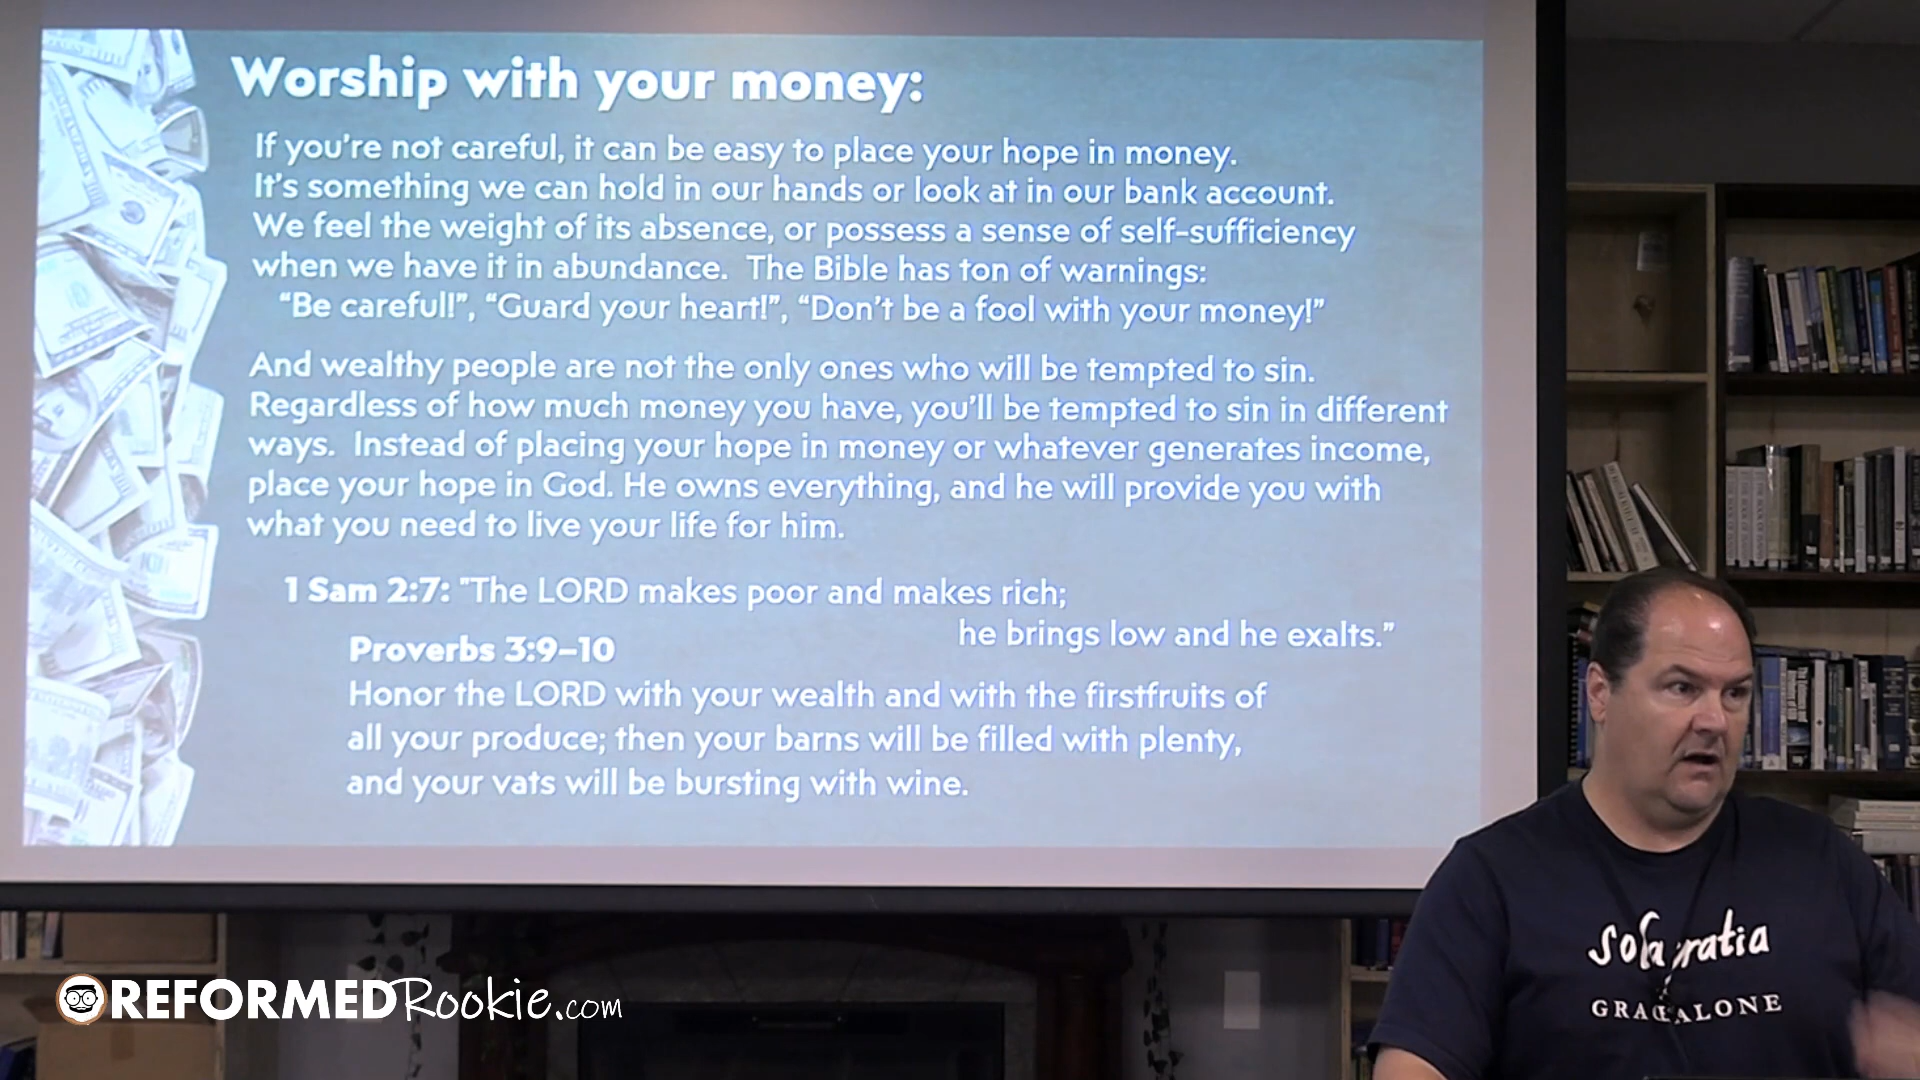 Worship with your money:
If you're not careful, it can be easy to place your hope in money.
It's something we can hold in our hands or look at in our bank account.
We feel the weight of its absence, or possess a sense of self-sufficiency
when we have it in abundance. The Bible has ton of warnings:
“Be careful!”, “Guard your heart!”, “Don't be a fool with your money!”
And wealthy people are not the only ones who will be tempted to sin.
Regardless of how much money you have, you'll be tempted to sin in different
ways. Instead of placing your hope in money or whatever generates income,
place your hope in God. He owns everything, and he will provide you with
what you need to live your life for him.
1 Sam 2:7: "The LORD makes poor and makes rich;
he brings low and he exalts.”
Proverbs 3:9–10
Honor the LORD with your wealth and with the firstfruits of
all your produce; then your barns will be filled with plenty,
and your vats will be bursting with wine.
sola gratia
GRACE ALONE
REFORMEDRookie.com